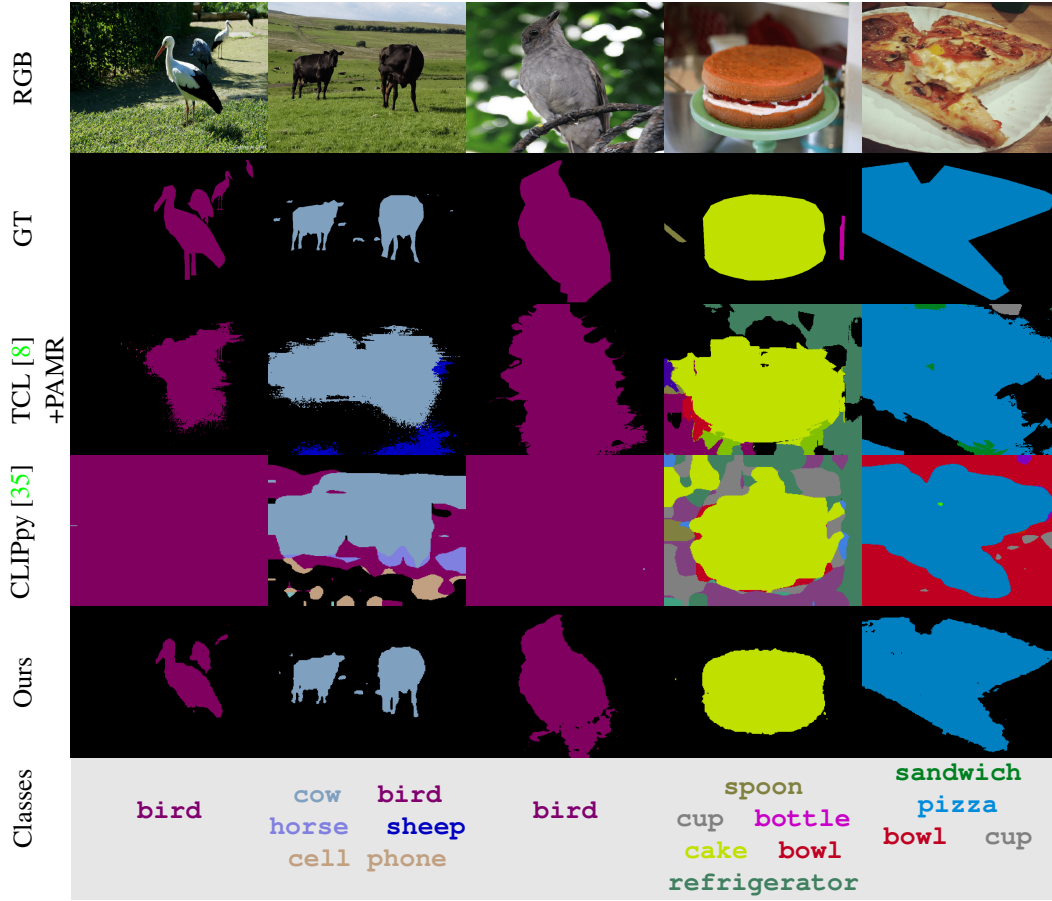 RGB
GT
TCL [8]
+PAMR
CLIPpy [35]
Ours
Classes
bird
cow bird
horse sheep
cell phone
bird
spoon
cup bottle
cake bowl
refrigerator
sandwich
pizza
bowl cup